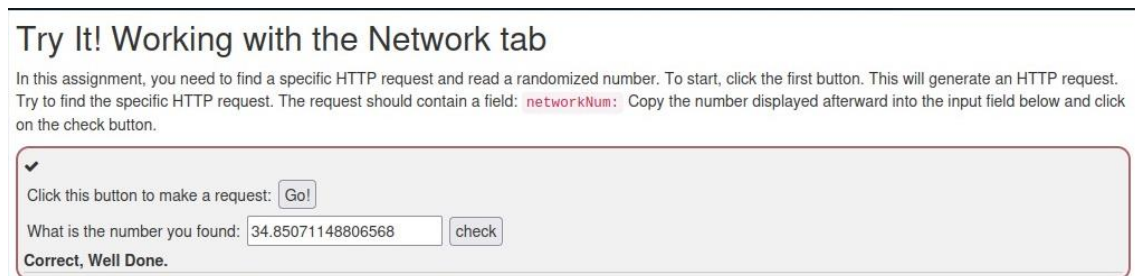 Try It! Working with the Network tab
In this assignment, you need to find a specific HTTP request and read a randomized number. To start, click the first button. This will generate an HTTP request.
Try to find the specific HTTP request. The request should contain a field: networkNum: Copy the number displayed afterward into the input field below and click
on the check button.
Click this button to make a request: Go!
What is the number you found: 34.85071148806568 check
Correct, Well Done.